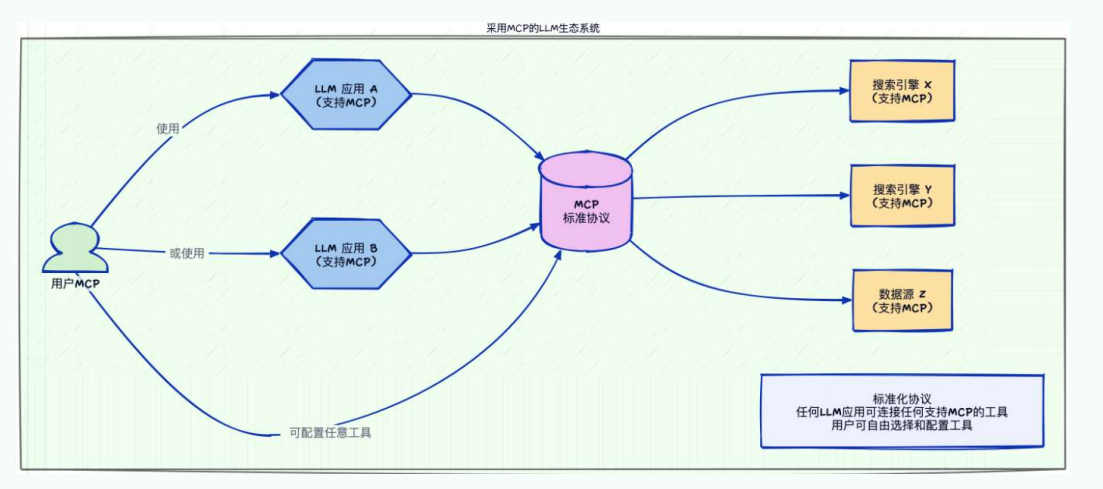 采用MCP的LLM生态系统
LLM 应用 A
(支持MCP)
搜索引擎 X
(支持MCP)
使用
MCP
标准协议
搜索引擎 Y
(支持MCP)
或使用
LLM 应用 B
(支持MCP)
用户MCP
数据源 Z
(支持MCP)
可配置任意工具
标准化协议
任何LLM应用可连接任何支持MCP的工具
用户可自由选择和配置工具